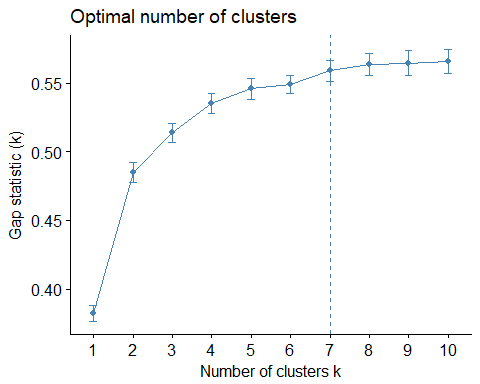 Optimal number of clusters
Gap statistic (k)
0.55
0.50
0.45
0.40
1 2 3 4 5 6 7 8 9 10
Number of clusters k